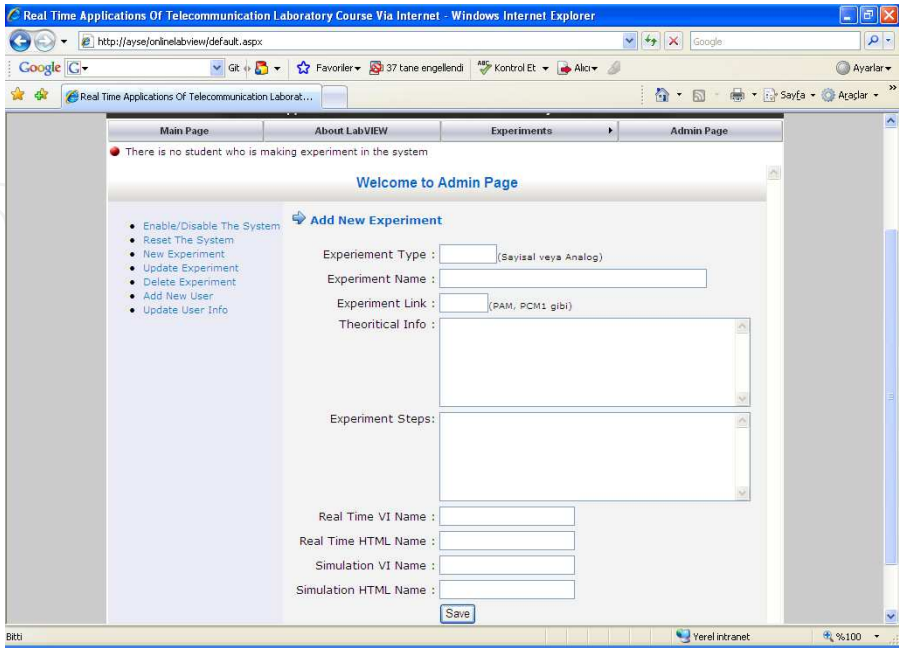 Real Time Applications Of Telecommunication Laboratory Course Via Internet - Windows Internet Explorer
http://ayse/onlinelabview/default.aspx
Google
Google G Git Favoriler 37 tane engellendi ABC Kontrol Et Alıcı Ayarlar
Real Time Applications Of Telecommunication Laborat... Sayfa Araçlar »
Main Page About LabVIEW Experiments Admin Page
There is no student who is making experiment in the system
Welcome to Admin Page
Enable/Disable The System
Reset The System
New Experiment
Update Experiment
Delete Experiment
Add New User
Update User Info
Add New Experiment
Experiement Type : (Sayisal veya Analog)
Experiment Name :
Experiment Link : (PAM, PCM1 gibi)
Theoritical Info :
Experiment Steps:
Real Time VI Name :
Real Time HTML Name :
Simulation VI Name :
Simulation HTML Name :
Save
Bitti Yerel intranet %100